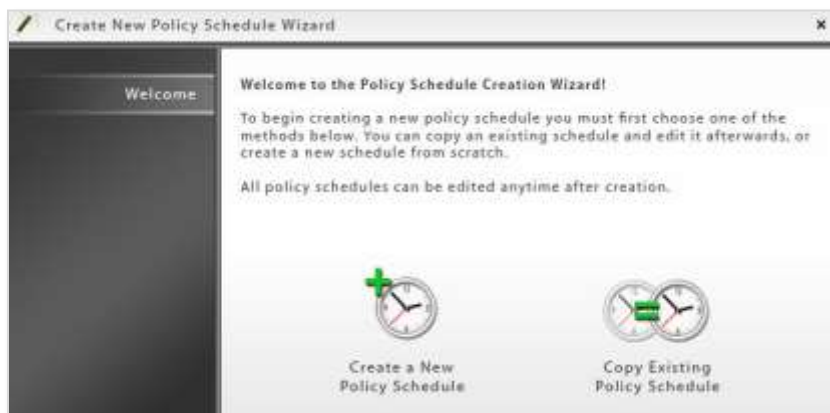 Create New Policy Schedule Wizard
Welcome
Welcome to the Policy Schedule Creation Wizard!
To begin creating a new policy schedule you must first choose one of the
methods below. You can copy an existing schedule and edit it afterwards, or
create a new schedule from scratch.
All policy schedules can be edited anytime after creation.
Create a New
Policy Schedule
Copy Existing
Policy Schedule